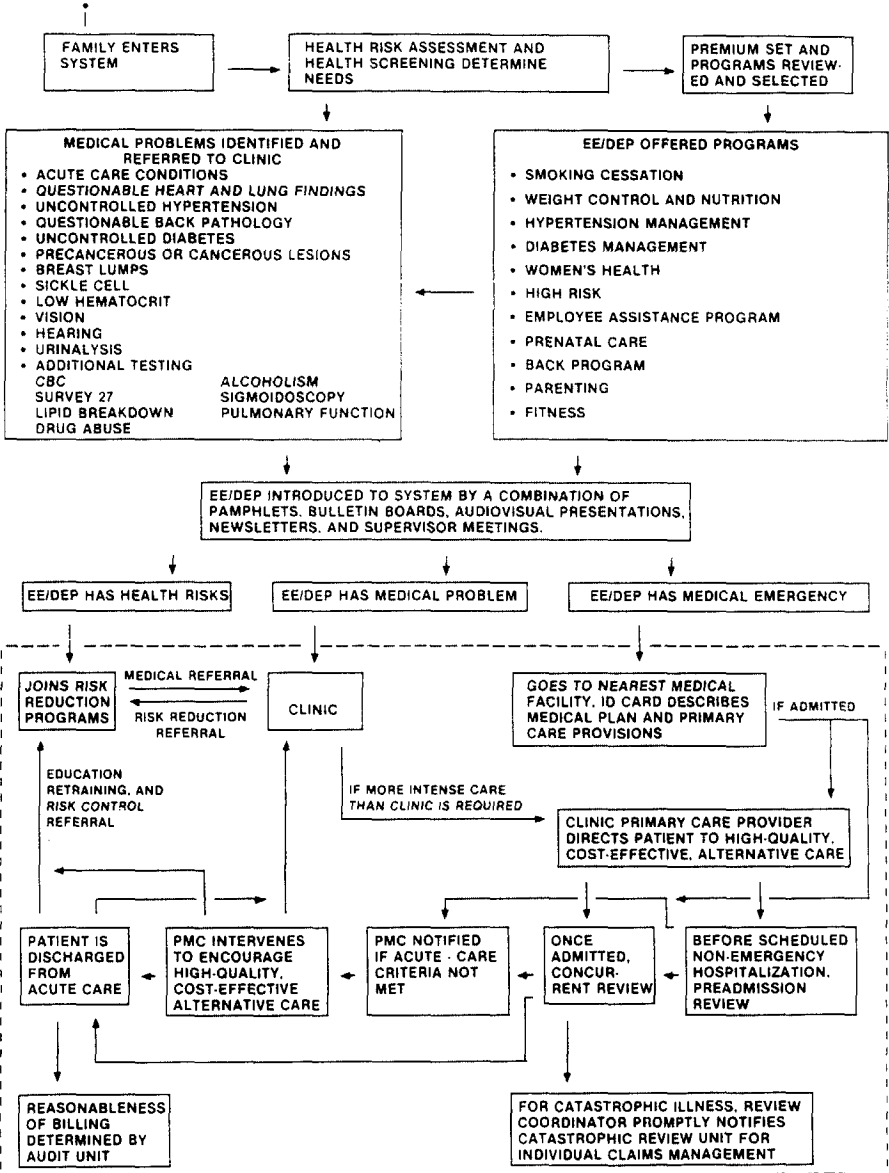 FAMILY ENTERS
SYSTEM
HEALTH RISK ASSESSMENT AND
HEALTH SCREENING DETERMINE
NEEDS
PREMIUM SET AND
PROGRAMS REVIEW-
ED AND SELECTED
MEDICAL PROBLEMS IDENTIFIED AND
REFERRED TO CLINIC
• ACUTE CARE CONDITIONS
• QUESTIONABLE HEART AND LUNG FINDINGS
• UNCONTROLLED HYPERTENSION
• QUESTIONABLE BACK PATHOLOGY
• UNCONTROLLED DIABETES
• PRECANCEROUS OR CANCEROUS LESIONS
• BREAST LUMPS
• SICKLE CELL
• LOW HEMATOCRIT
• VISION
• HEARING
• URINALYSIS
• ADDITIONAL TESTING
CBC ALCOHOLISM
SURVEY 27 SIGMOIDOSCOPY
LIPID BREAKDOWN PULMONARY FUNCTION
DRUG ABUSE
EE/DEP OFFERED PROGRAMS
• SMOKING CESSATION
• WEIGHT CONTROL AND NUTRITION
• HYPERTENSION MANAGEMENT
• DIABETES MANAGEMENT
• WOMEN'S HEALTH
• HIGH RISK
• EMPLOYEE ASSISTANCE PROGRAM
• PRENATAL CARE
• BACK PROGRAM
• PARENTING
• FITNESS
EE/DEP INTRODUCED TO SYSTEM BY A COMBINATION OF
PAMPHLETS, BULLETIN BOARDS, AUDIOVISUAL PRESENTATIONS,
NEWSLETTERS, AND SUPERVISOR MEETINGS.
EE/DEP HAS HEALTH RISKS
EE/DEP HAS MEDICAL PROBLEM
EE/DEP HAS MEDICAL EMERGENCY
JOINS RISK
REDUCTION
PROGRAMS
MEDICAL REFERRAL
RISK REDUCTION
REFERRAL
CLINIC
GOES TO NEAREST MEDICAL
FACILITY, ID CARD DESCRIBES
MEDICAL PLAN AND PRIMARY
CARE PROVISIONS
IF ADMITTED
EDUCATION
RETRAINING, AND
RISK CONTROL
REFERRAL
IF MORE INTENSE CARE
THAN CLINIC IS REQUIRED
CLINIC PRIMARY CARE PROVIDER
DIRECTS PATIENT TO HIGH-QUALITY,
COST-EFFECTIVE, ALTERNATIVE CARE
PATIENT IS
DISCHARGED
FROM
ACUTE CARE
PMC INTERVENES
TO ENCOURAGE
HIGH-QUALITY,
COST-EFFECTIVE
ALTERNATIVE CARE
PMC NOTIFIED
IF ACUTE - CARE
CRITERIA NOT
MET
ONCE
ADMITTED,
CONCUR-
RENT REVIEW
BEFORE SCHEDULED
NON-EMERGENCY
HOSPITALIZATION,
PREADMISSION
REVIEW
REASONABLENESS
OF BILLING
DETERMINED BY
AUDIT UNIT
FOR CATASTROPHIC ILLNESS, REVIEW
COORDINATOR PROMPTLY NOTIFIES
CATASTROPHIC REVIEW UNIT FOR
INDIVIDUAL CLAIMS MANAGEMENT